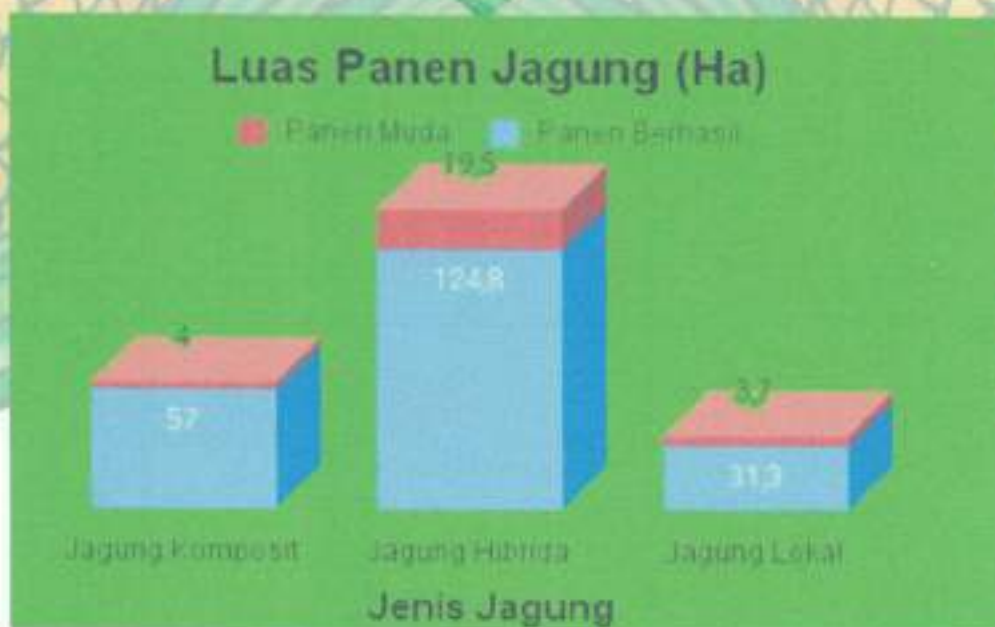 Luas Panen Jagung (Ha)
Panen Muda Panen Berhasil
19,5
124,8
4
57
3,7
31,3
Jagung Komposit Jagung Hibrida Jagung Lokal
Jenis Jagung